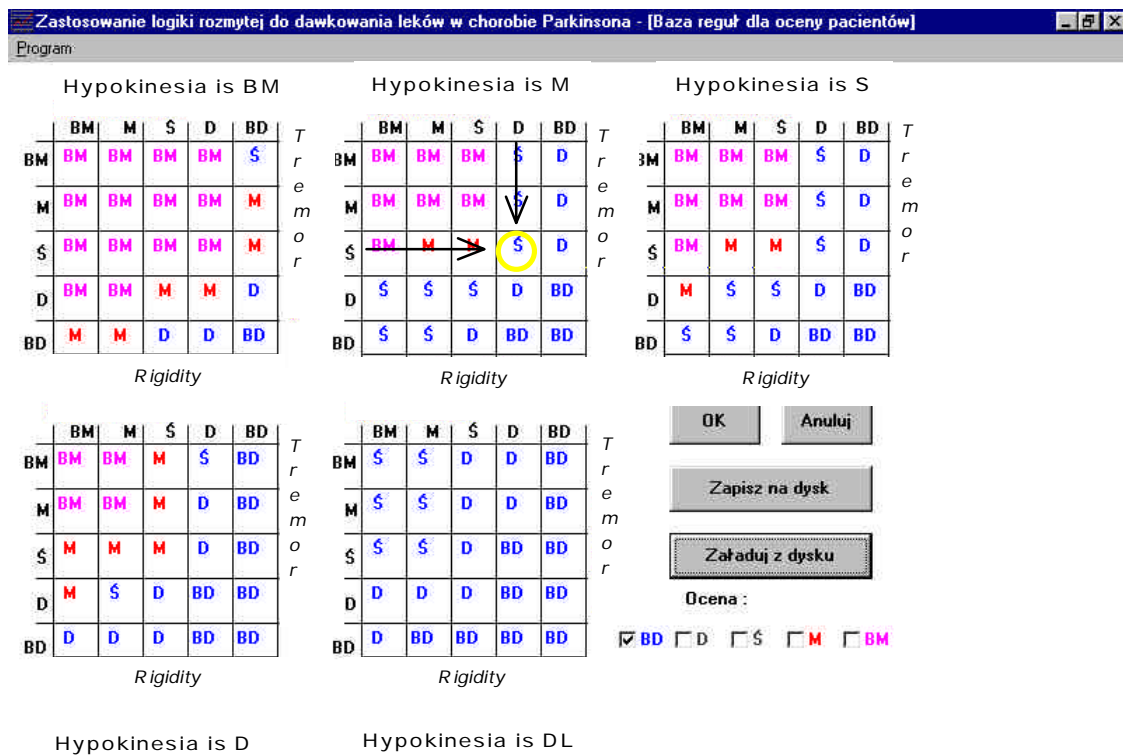 Zastosowanie logiki rozmytej do dawkowania leków w chorobie Parkinsona - [Baza reguł dla oceny pacjentów]
Program
Hypokinesia is BM
BM M Ś D BD
BM BM BM BM BM Ś
M BM BM BM BM M
Ś BM BM BM BM M
D BM BM M M D
BD M M D D BD
Tremor
Rigidity
Hypokinesia is M
BM M Ś D BD
BM BM BM BM Ś D
M BM BM BM Ś D
Ś BM M M Ś D
D Ś Ś Ś D BD
BD Ś Ś D BD BD
Tremor
Rigidity
Hypokinesia is S
BM M Ś D BD
BM BM BM BM Ś D
M BM BM BM Ś D
Ś BM M M Ś D
D M Ś Ś D BD
BD Ś Ś D BD BD
Tremor
Rigidity
BM M Ś D BD
BM BM BM M Ś BD
M BM BM M D BD
Ś M M M D BD
D M Ś D BD BD
BD D D D BD BD
Tremor
Rigidity
Hypokinesia is D
BM M Ś D BD
BM Ś Ś D D BD
M Ś Ś D D BD
Ś Ś Ś D BD BD
D D D D BD BD
BD D BD BD BD BD
Tremor
Rigidity
Hypokinesia is DL
OK Anuluj
Zapisz na dysk
Załaduj z dysku
Ocena :
BD D Ś M BM